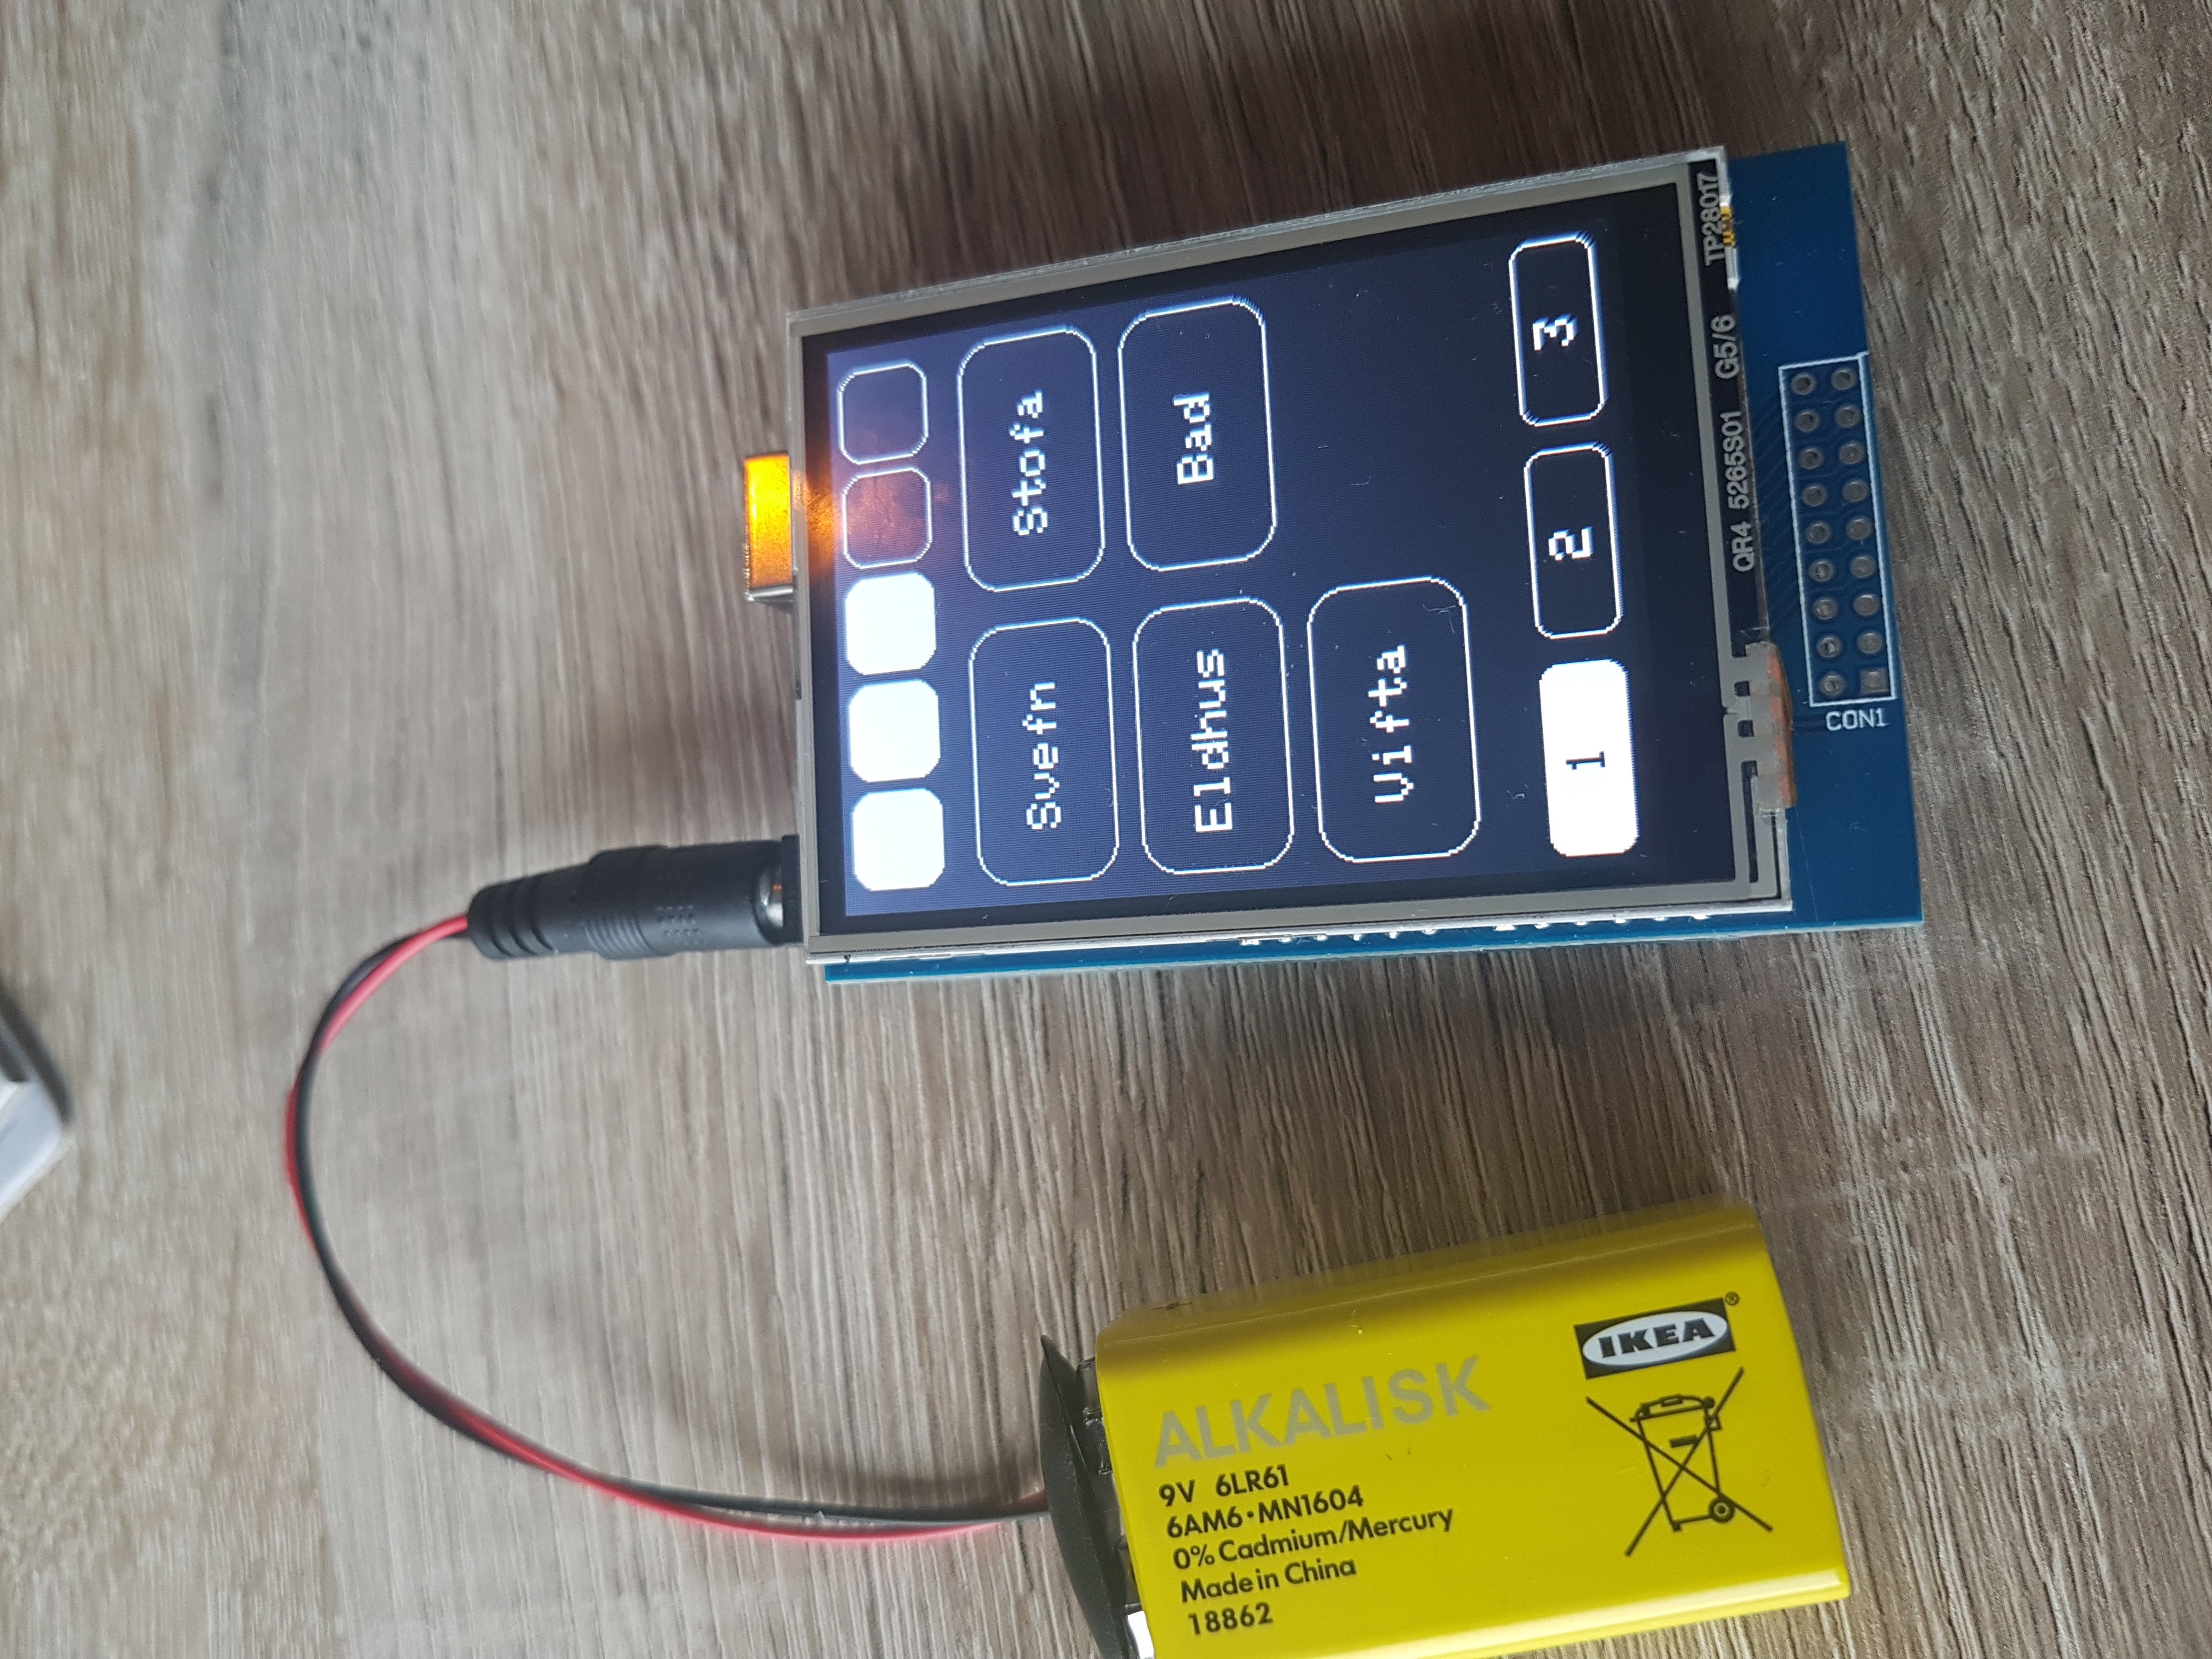 ALKALISK
9V 6LR61
6AM6•MN1604
0% Cadmium/Mercury
Made in China
18862
IKEA®
Svefn
Stofa
Eldhus
Bad
Vifta
1
2
3
QR4 5265S01 G5/6 TP28017
CON1